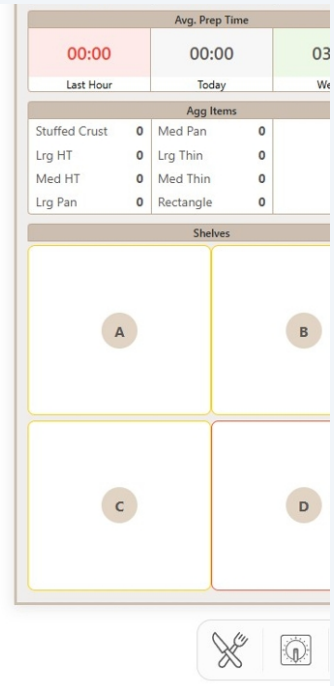 Avg. Prep Time
00:00 00:00 03
Last Hour Today We
Agg Items
Stuffed Crust 0 Med Pan 0
Lrg HT 0 Lrg Thin 0
Med HT 0 Med Thin 0
Lrg Pan 0 Rectangle 0
Shelves
A B
C D